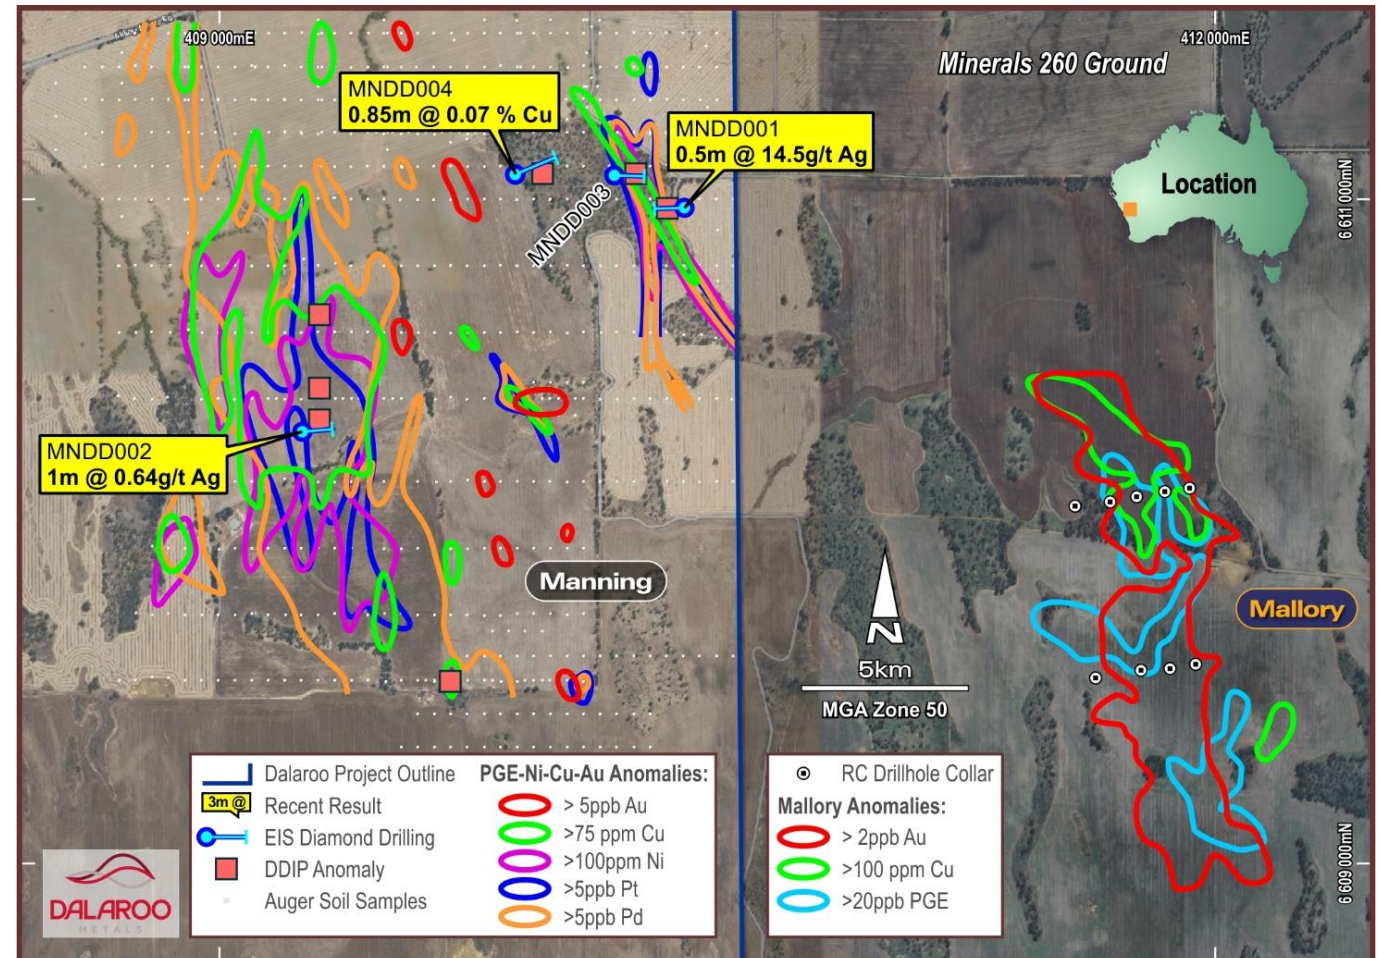 409 000mE
412 000mE
Minerals 260 Ground
MNDD004
0.85m @ 0.07 % Cu
MNDD001
0.5m @ 14.5g/t Ag
Location
6 611 000mN
MNDD003
MNDD002
1m @ 0.64g/t Ag
Manning
Mallory
N
5km
MGA Zone 50
Dalaroo Project Outline
3m @
Recent Result
EIS Diamond Drilling
DDIP Anomaly
Auger Soil Samples
PGE-Ni-Cu-Au Anomalies:
> 5ppb Au
>75 ppm Cu
>100ppm Ni
>5ppb Pt
>5ppb Pd
RC Drillhole Collar
Mallory Anomalies:
> 2ppb Au
>100 ppm Cu
>20ppb PGE
6 609 000mN
DALAROO
METALS